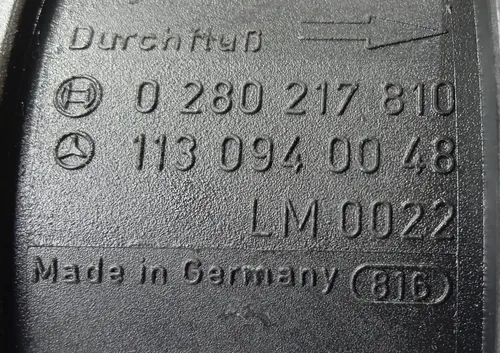 Durchfluß
0 280 217 810
113 094 00 48
LM 0022
Made in Germany 816